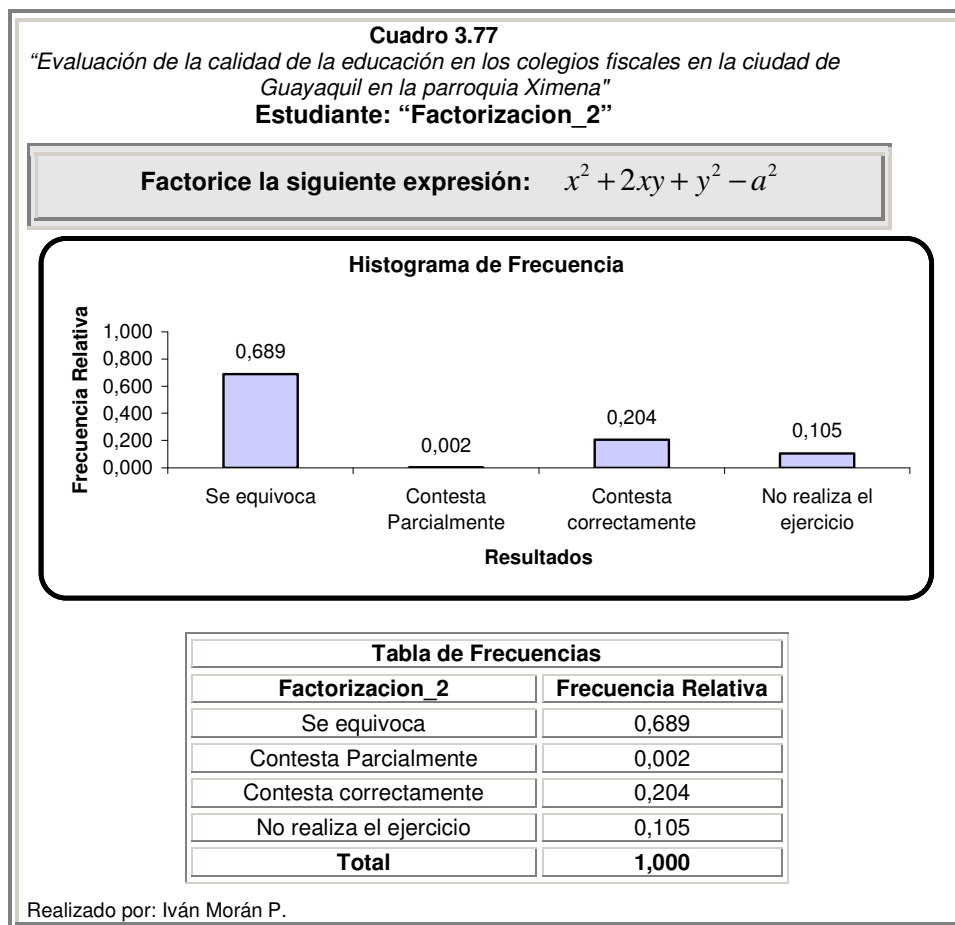 Cuadro 3.77
“Evaluación de la calidad de la educación en los colegios fiscales en la ciudad de
Guayaquil en la parroquia Ximena"
Estudiante: “Factorizacion_2”
Factorice la siguiente expresión: x² + 2xy + y² − a²
Histograma de Frecuencia
Frecuencia Relativa
1,000
0,800
0,600
0,400
0,200
0,000
0,689
0,002
0,204
0,105
Se equivoca
Contesta
Parcialmente
Contesta
correctamente
No realiza el
ejercicio
Resultados
Tabla de Frecuencias
Factorizacion_2 Frecuencia Relativa
Se equivoca 0,689
Contesta Parcialmente 0,002
Contesta correctamente 0,204
No realiza el ejercicio 0,105
Total 1,000
Realizado por: Iván Morán P.